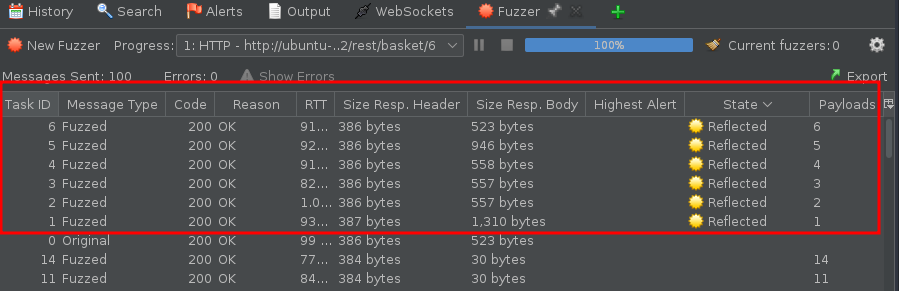 History Search Alerts Output WebSockets Fuzzer
New Fuzzer Progress: 1: HTTP - http://ubuntu-..2/rest/basket/6 100% Current fuzzers: 0
Messages Sent: 100 Errors: 0 Show Errors Export
Task ID Message Type Code Reason RTT Size Resp. Header Size Resp. Body Highest Alert State Payloads
6 Fuzzed 200 OK 91... 386 bytes 523 bytes Reflected 6
5 Fuzzed 200 OK 92... 386 bytes 946 bytes Reflected 5
4 Fuzzed 200 OK 91... 386 bytes 558 bytes Reflected 4
3 Fuzzed 200 OK 82... 386 bytes 557 bytes Reflected 3
2 Fuzzed 200 OK 1.0... 386 bytes 557 bytes Reflected 2
1 Fuzzed 200 OK 93... 387 bytes 1,310 bytes Reflected 1
0 Original 200 OK 99 ... 386 bytes 523 bytes
14 Fuzzed 200 OK 77... 384 bytes 30 bytes 14
11 Fuzzed 200 OK 84... 384 bytes 30 bytes 11